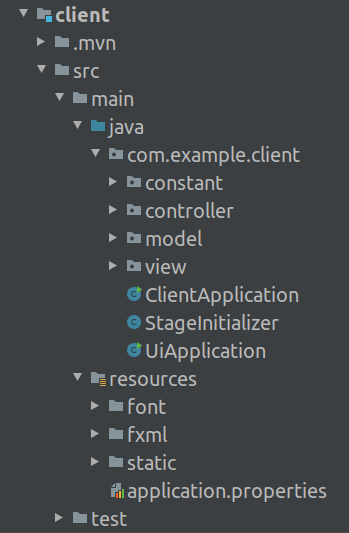 client
.mvn
src
main
java
com.example.client
constant
controller
model
view
ClientApplication
StageInitializer
UiApplication
resources
font
fxml
static
application.properties
test